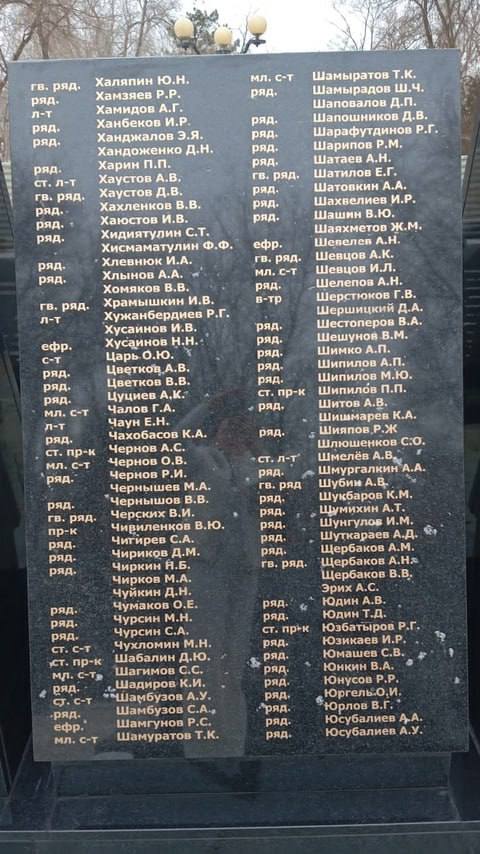 гв. ряд. Халяпин Ю.Н.
ряд. Хамзяев Р.Р.
л-т Хамидов А.Г.
ряд. Ханбеков И.Р.
ряд. Ханджалов Э.Я.
Хандоженко Д.Н.
ряд. Харин П.П.
ст. л-т Хаустов А.В.
гв. ряд. Хаустов Д.В.
ряд. Хахленков В.В.
ряд. Хаюстов И.В.
ряд. Хидиятулин С.Т.
Хисмаматулин Ф.Ф.
ряд. Хлевнюк И.А.
ряд. Хлынов А.А.
Хомяков В.В.
гв. ряд. Храмышкин И.В.
л-т Хужанбердиев Р.Г.
Хусаинов И.В.
ефр. Хусаинов Н.Н.
с-т Царь О.Ю.
ряд. Цветков А.В.
ряд. Цветков В.В.
ряд. Цуциев А.К.
мл. с-т Чалов Г.А.
л-т Чаун Е.Н.
ряд. Чахобасов К.А.
ст. пр-к Чернов А.С.
мл. с-т Чернов О.В.
ряд. Чернов Р.И.
Чернышев М.А.
ряд. Чернышов В.В.
гв. ряд. Черских В.И.
пр-к Чивиленков В.Ю.
ряд. Читирев С.А.
ряд. Чириков Д.М.
ряд. Чиркин Н.Б.
Чирков М.А.
Чуйкин Д.Н.
ряд. Чумаков О.Е.
ряд. Чурсин М.Н.
ряд. Чурсин С.А.
ст. с-т Чухломин М.Н.
ст. пр-к Шабалин Д.Ю.
мл. с-т Шагимов С.С.
ряд. Шадиров К.И.
ст. с-т Шамбузов А.У.
ряд. Шамбузов С.А.
ефр. Шамгунов Р.С.
мл. с-т Шамуратов Т.К.
мл. с-т Шамыратов Т.К.
ряд. Шамырадов Ш.Ч.
Шаповалов Д.П.
ряд. Шапошников Д.В.
ряд. Шарафутдинов Р.Г.
ряд. Шарипов Р.М.
ряд. Шатаев А.Н.
гв. ряд. Шатилов Е.Г.
ряд. Шатовкин А.А.
ряд. Шахвелиев И.Р.
ряд. Шашин В.Ю.
Шаяхметов Ж.М.
ефр. Шевелев А.Н.
гв. ряд. Шевцов А.К.
мл. с-т Шевцов И.Л.
ряд. Шелепов А.Н.
в-тр Шерстюков Г.В.
Шершицкий Д.А.
ряд. Шестоперов В.А.
ряд. Шешунов В.М.
ряд. Шимко А.П.
ряд. Шипилов А.П.
ряд. Шипилов М.Ю.
ст. пр-к Шипилов П.П.
ряд. Шитов А.В.
Шишмарев К.А.
ряд. Шияпов Р.Ж
Шлюшенков С.О.
ст. л-т Шмелёв А.В.
ряд. Шмургалкин А.А.
гв. ряд Шубин А.В.
ряд. Шукбаров К.М.
ряд. Шумихин А.Т.
ряд. Шунгулов И.М.
ряд. Шуткараев А.Д.
ряд. Щербаков А.М.
гв. ряд. Щербаков А.Н.
Щербаков В.В.
Эрих А.С.
ряд. Юдин А.В.
ряд. Юдин Т.Д.
ст. пр-к Юзбатыров Р.Г.
ряд. Юзикаев И.Р.
ряд. Юмашев С.В.
ряд. Юнкин В.А.
ряд. Юнусов Р.Р.
ряд. Юргель О.И.
ряд. Юрлов В.Г.
ряд. Юсубалиев А.А.
ряд. Юсубалиев А.У.